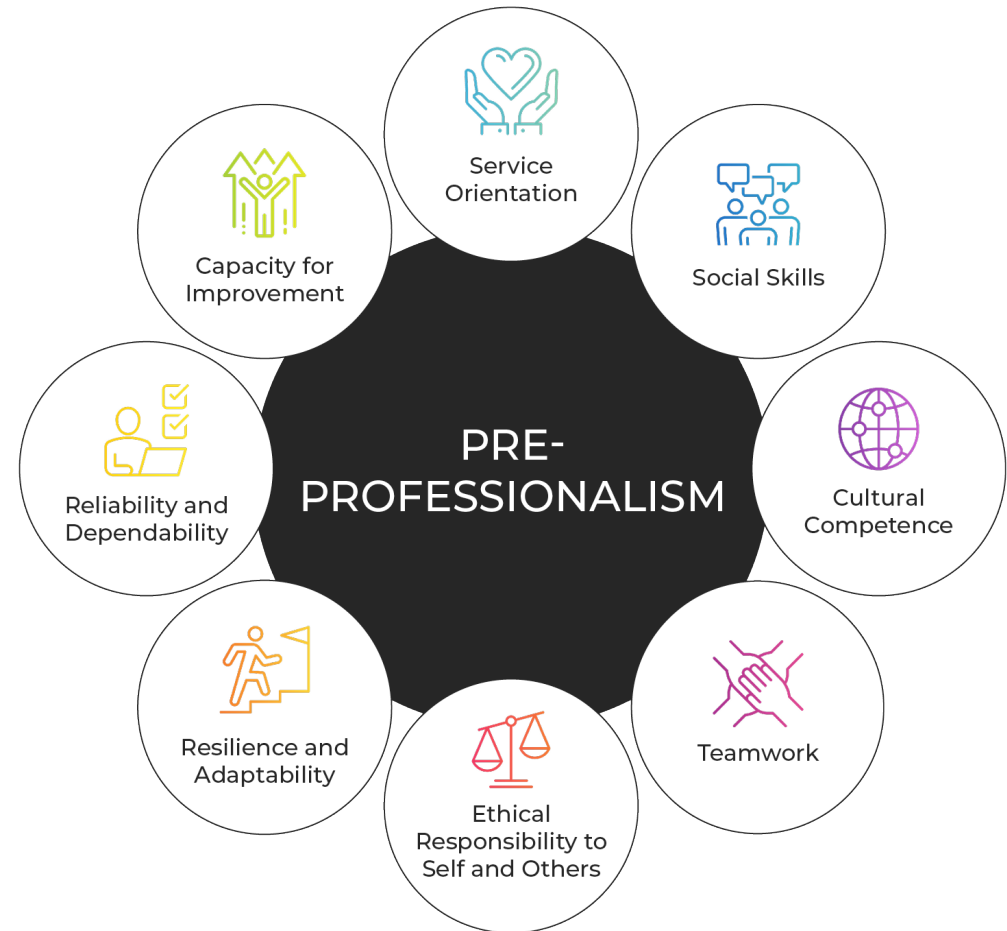 Service
Orientation
Social Skills
Cultural
Competence
Teamwork
Ethical
Responsibility to
Self and Others
Resilience and
Adaptability
Reliability and
Dependability
Capacity for
Improvement
PRE-
PROFESSIONALISM